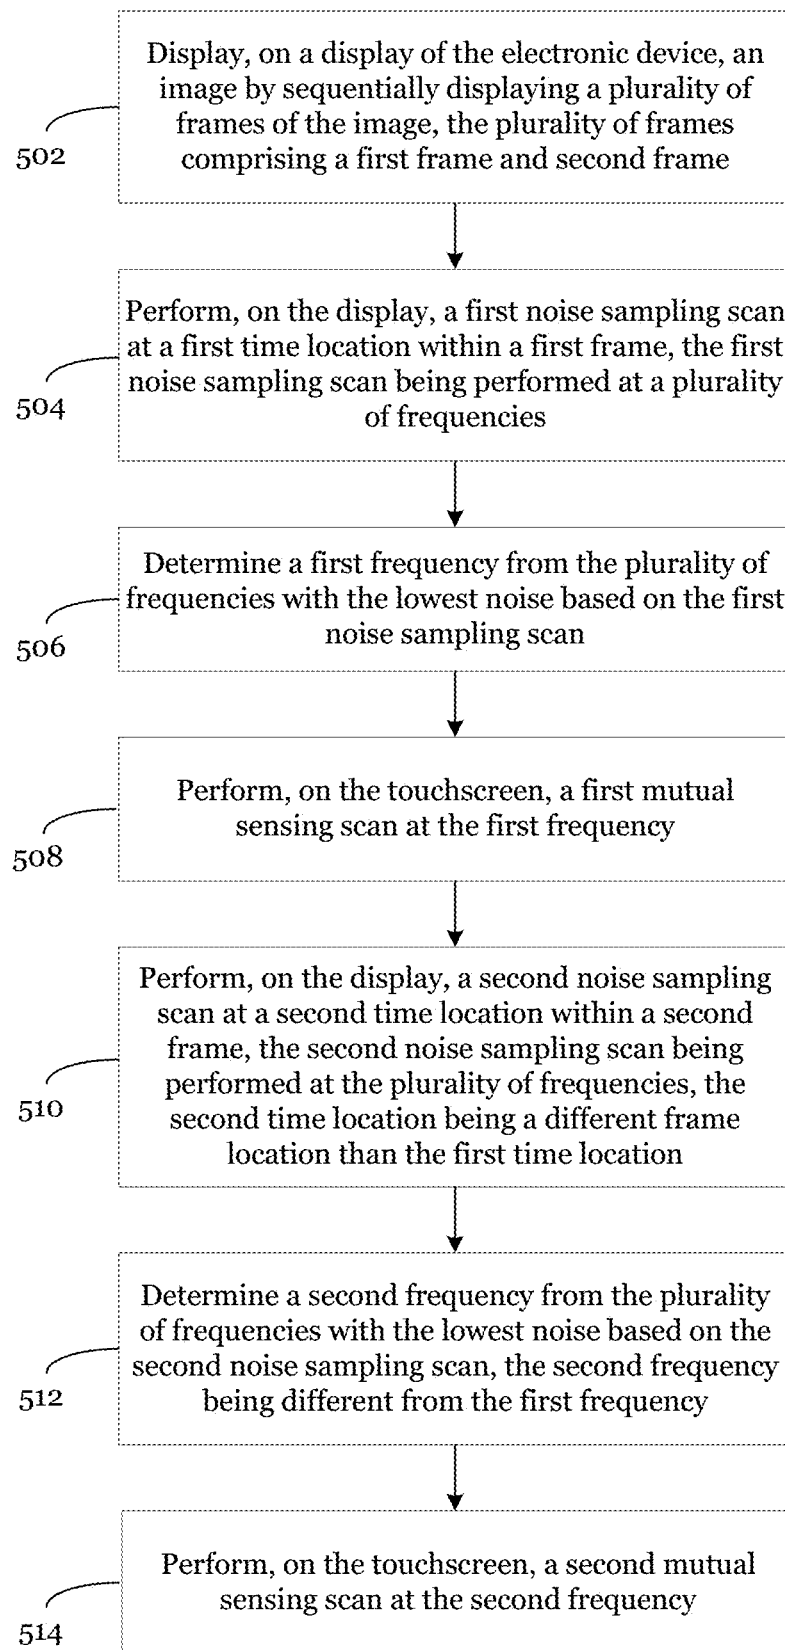 Display, on a display of the electronic device, an
image by sequentially displaying a plurality of
frames of the image, the plurality of frames
comprising a first frame and second frame
502
Perform, on the display, a first noise sampling scan
at a first time location within a first frame, the first
noise sampling scan being performed at a plurality
of frequencies
504
Determine a first frequency from the plurality of
frequencies with the lowest noise based on the first
noise sampling scan
506
Perform, on the touchscreen, a first mutual
sensing scan at the first frequency
508
Perform, on the display, a second noise sampling
scan at a second time location within a second
frame, the second noise sampling scan being
performed at the plurality of frequencies, the
second time location being a different frame
location than the first time location
510
Determine a second frequency from the plurality
of frequencies with the lowest noise based on the
second noise sampling scan, the second frequency
being different from the first frequency
512
Perform, on the touchscreen, a second mutual
sensing scan at the second frequency
514